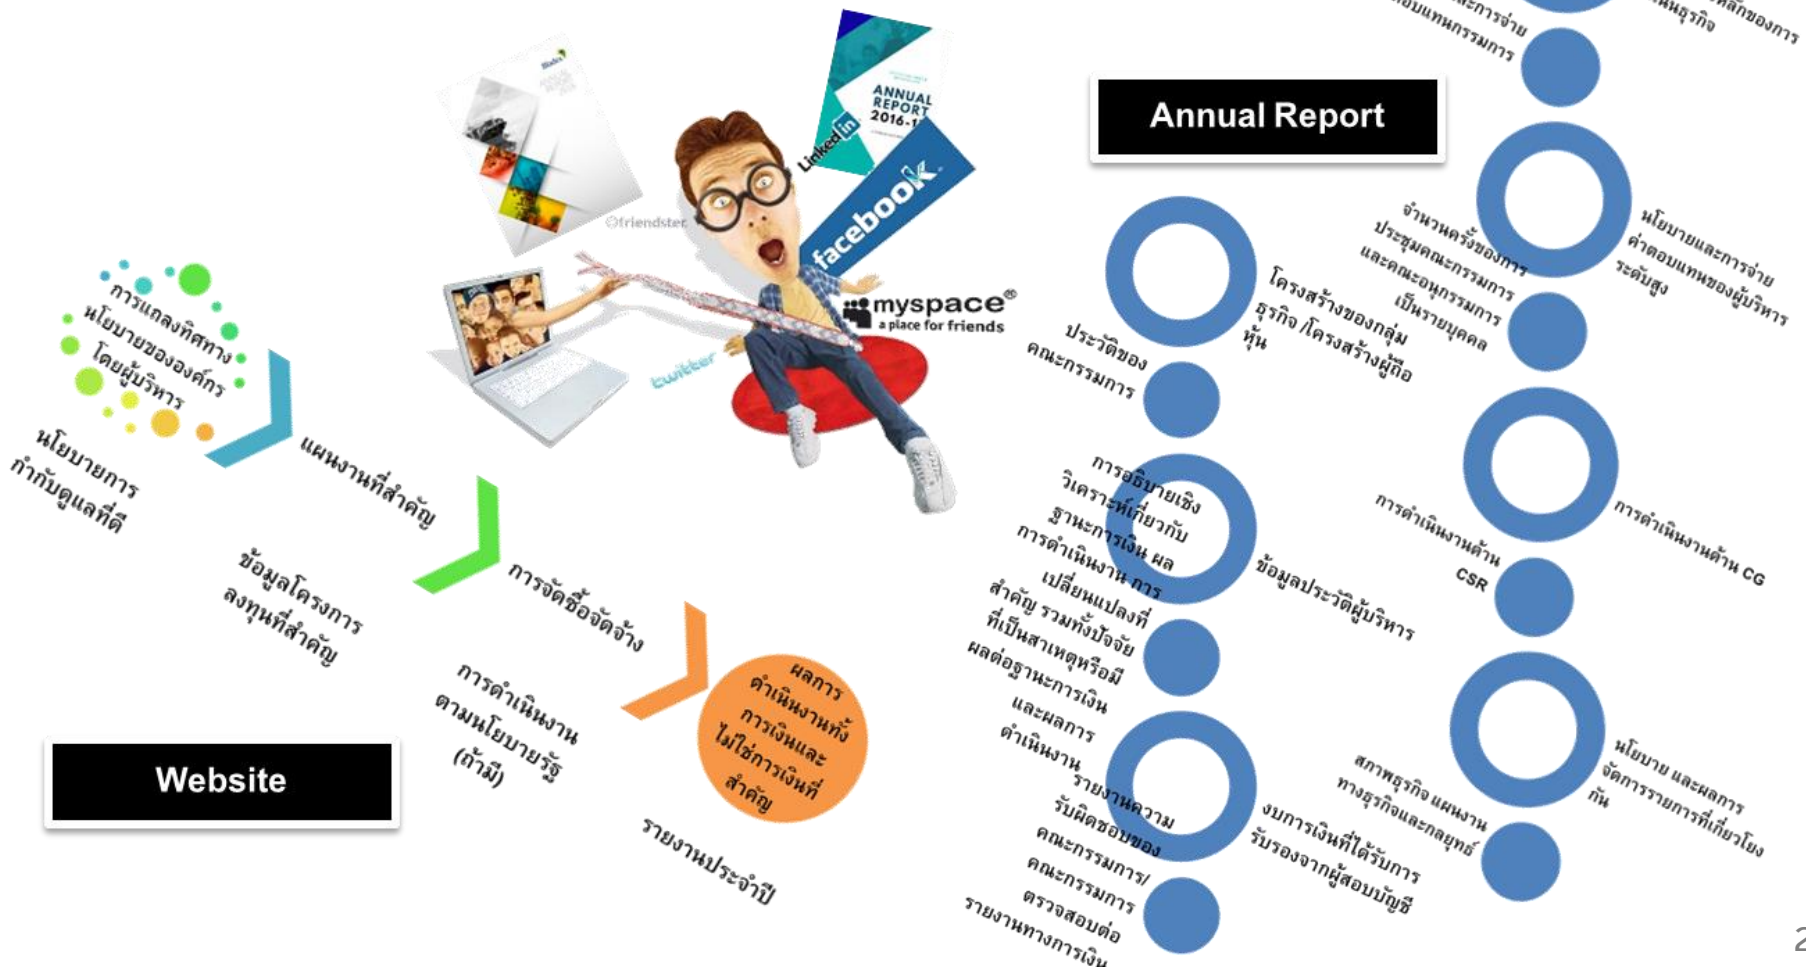 การแถลงทิศทาง
นโยบายขององค์กร
โดยผู้บริหาร
นโยบายการ
กำกับดูแลที่ดี
แผนงานที่สำคัญ
ข้อมูลโครงการ
ลงทุนที่สำคัญ
การจัดซื้อจัดจ้าง
การดำเนินงาน
ตามนโยบายรัฐ
(ถ้ามี)
ผลการ
ดำเนินงานทั้
การเงินและ
ไม่ใช่การเงินที่
สำคัญ
รายงานประจำปี
Website
ANNUAL
REPORT
2016-1
Linkedin
facebook
friendster
myspace®
a place for friends
twitter
Annual Report
โครงสร้างของกลุ่ม
ธุรกิจ /โครงสร้างผู้ถือ
หุ้น
ประวัติของ
คณะกรรมการ
ข้อมูลประวัติผู้บริหาร
การอธิบายเชิง
วิเคราะห์เกี่ยวกับ
ฐานะการเงิน ผล
การดำเนินงาน การ
เปลี่ยนแปลงที่
สำคัญ รวมทั้งปัจจัย
ที่เป็นสาเหตุหรือมี
ผลต่อฐานะการเงิน
และผลการ
ดำเนินงาน
งบการเงินที่ได้รับการ
รับรองจากผู้สอบบัญชี
รายงานความ
รับผิดชอบของ
คณะกรรมการ/
คณะกรรมการ
ตรวจสอบต่อ
รายงานทางการเงิน
หลักของการ
ธุรกิจ
และการจ่าย
แทนกรรมการ
นโยบายและการจ่าย
ค่าตอบแทนของผู้บริหาร
ระดับสูง
จำนวนครั้งของการ
ประชุมคณะกรรมการ
และคณะอนุกรรมการ
เป็นรายบุคคล
การดำเนินงานด้าน CG
การดำเนินงานด้าน
CSR
นโยบาย และผลการ
จัดการรายการที่เกี่ยวโยง
กัน
สภาพธุรกิจ แผนงาน
ทางธุรกิจและกลยุทธ์
2